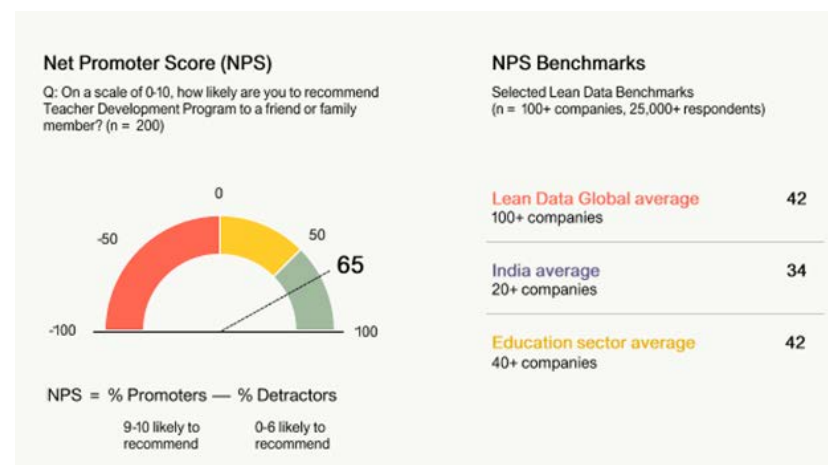 Net Promoter Score (NPS)
Q: On a scale of 0-10, how likely are you to recommend
Teacher Development Program to a friend or family
member? (n = 200)
0
-50
50
65
-100
100
NPS = % Promoters — % Detractors
9-10 likely to
recommend
0-6 likely to
recommend
NPS Benchmarks
Selected Lean Data Benchmarks
(n = 100+ companies, 25,000+ respondents)
Lean Data Global average 42
100+ companies
India average 34
20+ companies
Education sector average 42
40+ companies